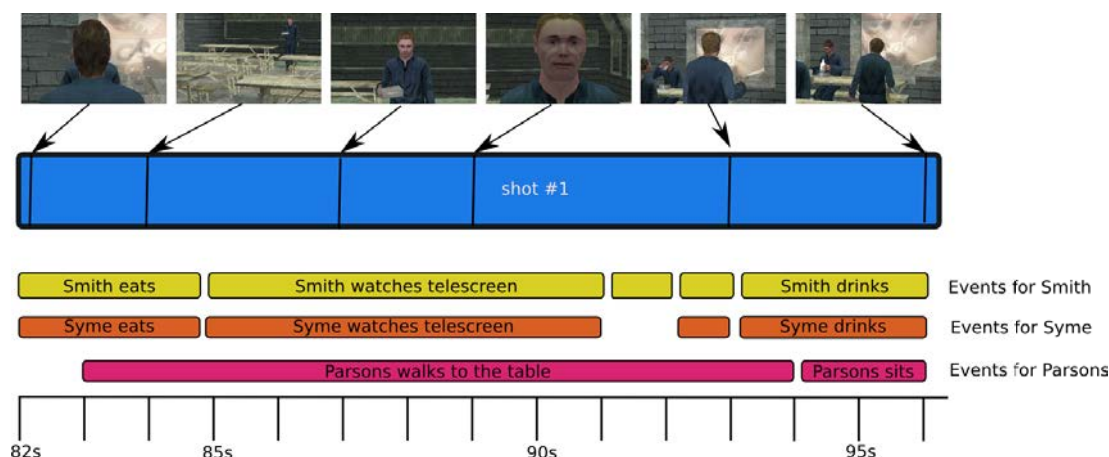 shot #1
Smith eats Smith watches telescreen Smith drinks Events for Smith
Syme eats Syme watches telescreen Syme drinks Events for Syme
Parsons walks to the table Parsons sits Events for Parsons
82s 85s 90s 95s